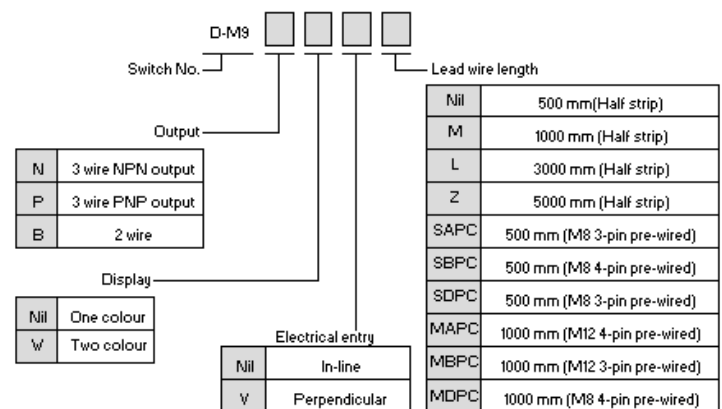 D-M9
Switch No.
Lead wire length
Nil 500 mm(Half strip)
M 1000 mm (Half strip)
L 3000 mm (Half strip)
Z 5000 mm (Half strip)
SAPC 500 mm (M8 3-pin pre-wired)
SBPC 500 mm (M8 4-pin pre-wired)
SDPC 500 mm (M8 3-pin pre-wired)
MAPC 1000 mm (M12 4-pin pre-wired)
MBPC 1000 mm (M12 3-pin pre-wired)
MDPC 1000 mm (M8 4-pin pre-wired)
Output
N 3 wire NPN output
P 3 wire PNP output
B 2 wire
Display
Nil One colour
W Two colour
Electrical entry
Nil In-line
V Perpendicular